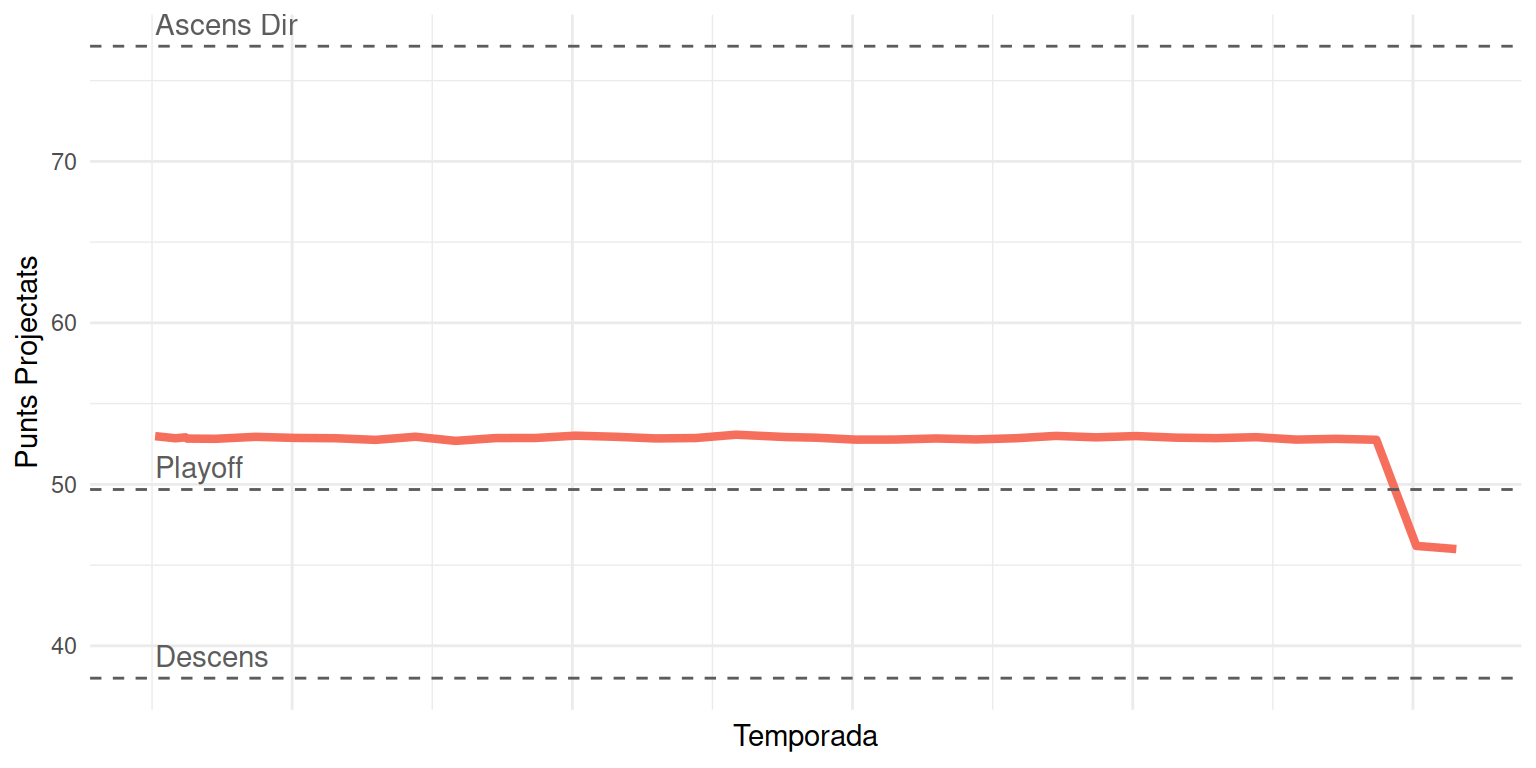 Ascens Dir
70
60
Playoff
50
40
Descens
Punts Projectats
Temporada